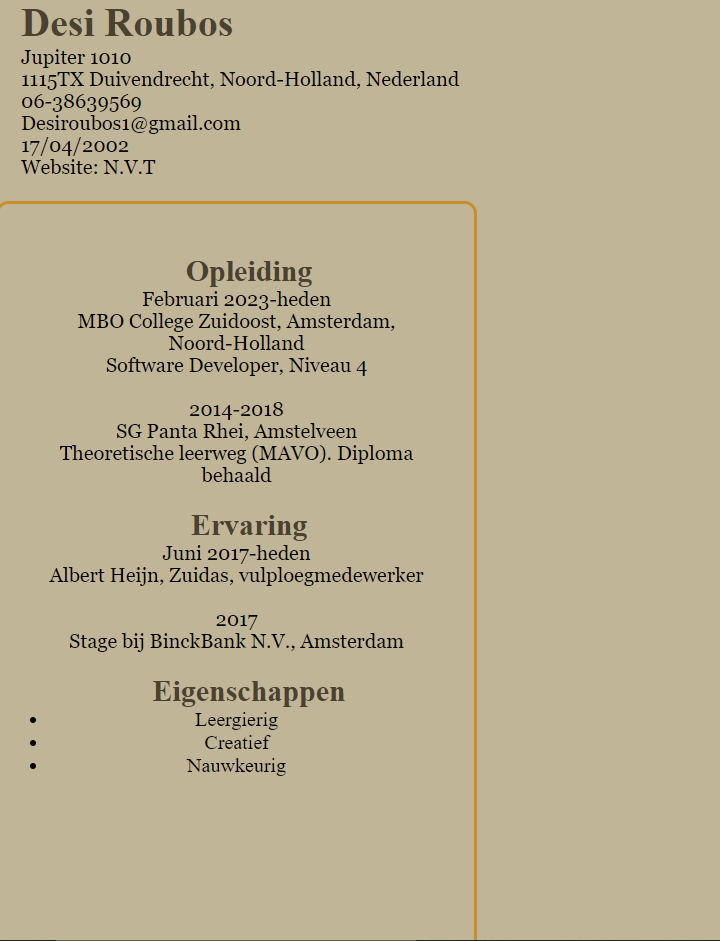 Desi Roubos
Jupiter 1010
1115TX Duivendrecht, Noord-Holland, Nederland
06-38639569
Desiroubos1@gmail.com
17/04/2002
Website: N.V.T
Opleiding
Februari 2023-heden
MBO College Zuidoost, Amsterdam,
Noord-Holland
Software Developer, Niveau 4
2014-2018
SG Panta Rhei, Amstelveen
Theoretische leerweg (MAVO). Diploma
behaald
Ervaring
Juni 2017-heden
Albert Heijn, Zuidas, vulploegmedewerker
2017
Stage bij BinckBank N.V., Amsterdam
Eigenschappen
• Leergierig
• Creatief
• Nauwkeurig